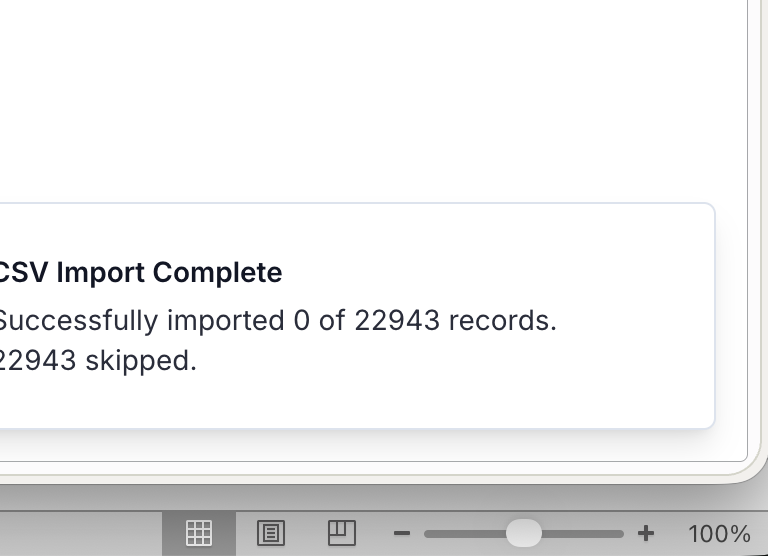 CSV Import Complete
Successfully imported 0 of 22943 records.
22943 skipped.
100%